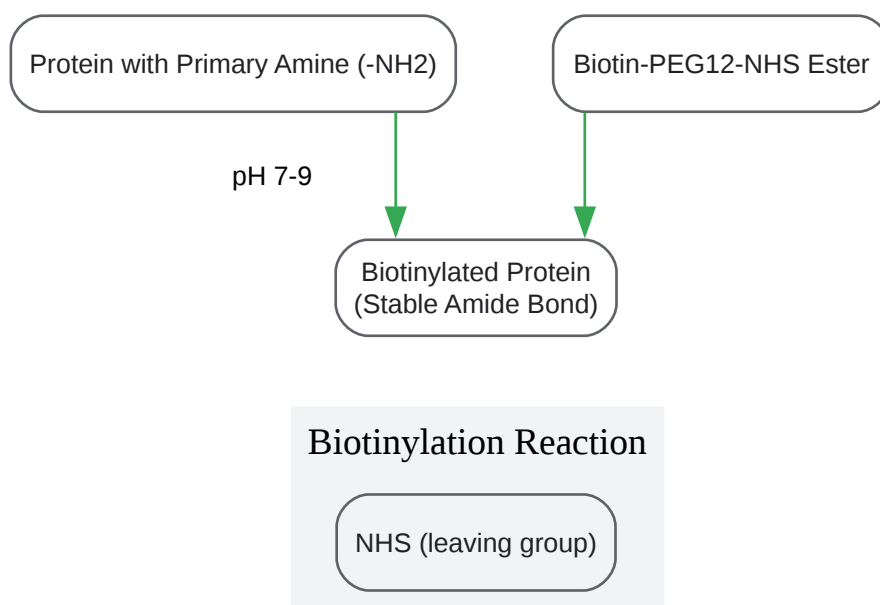 Protein with Primary Amine (-NH2)
Biotin-PEG12-NHS Ester
pH 7-9
Biotinylated Protein
(Stable Amide Bond)
Biotinylation Reaction
NHS (leaving group)